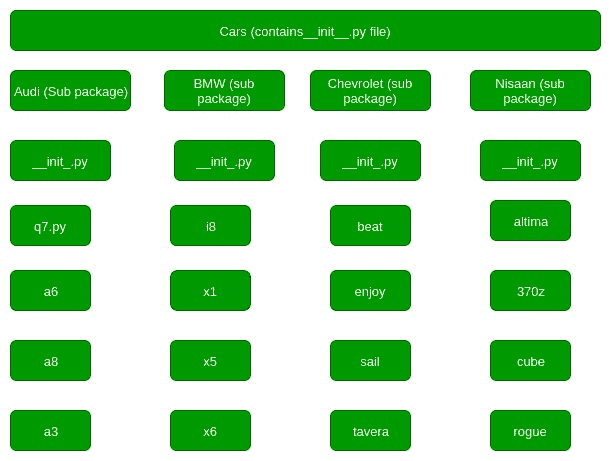 Cars (contains__init__.py file)
Audi (Sub package)
BMW (sub
package)
Chevrolet (sub
package)
Nisaan (sub
package)
__init_.py
__init_.py
__init_.py
__init_.py
q7.py
i8
beat
altima
a6
x1
enjoy
370z
a8
x5
sail
cube
a3
x6
tavera
rogue